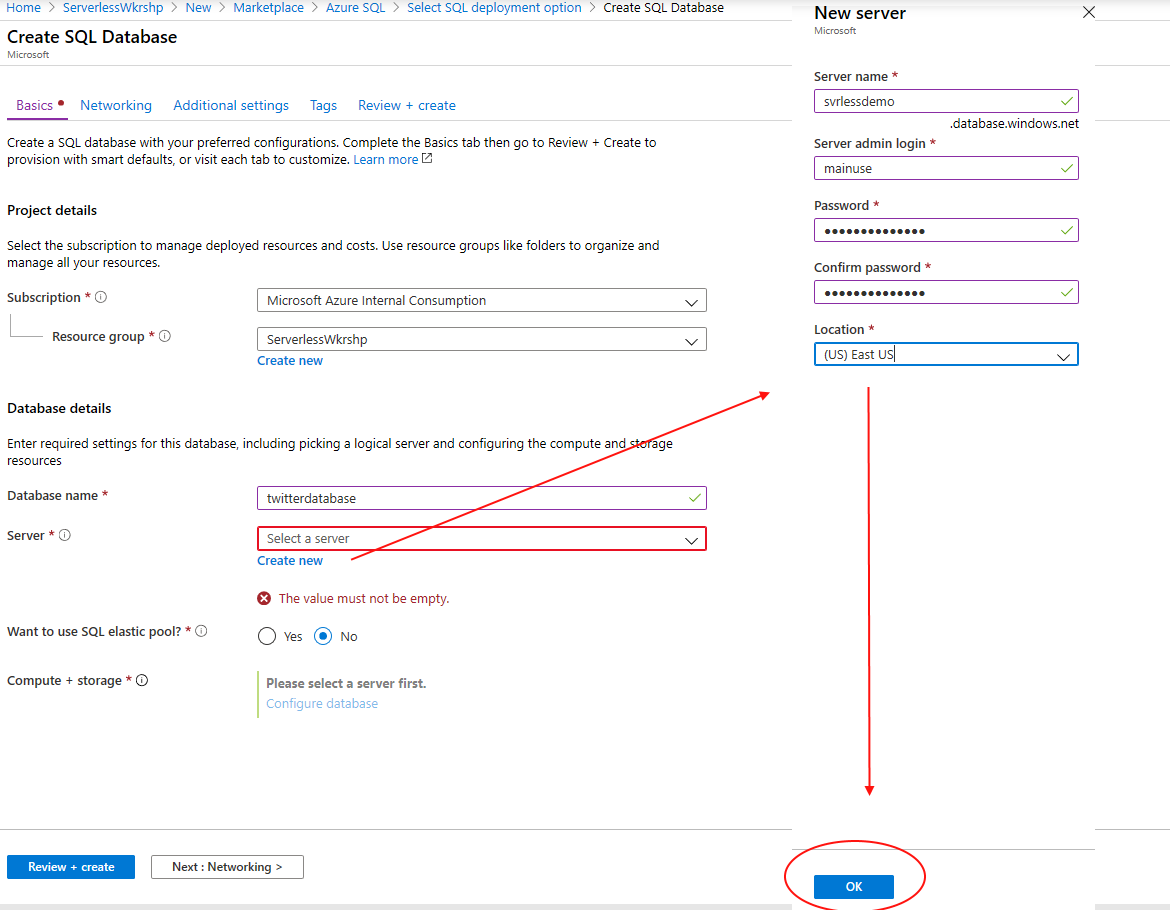 Home > ServerlessWkrshp > New > Marketplace > Azure SQL > Select SQL deployment option > Create SQL Database
Create SQL Database
Microsoft
Basics Networking Additional settings Tags Review + create
Create a SQL database with your preferred configurations. Complete the Basics tab then go to Review + Create to
provision with smart defaults, or visit each tab to customize. Learn more
Project details
Select the subscription to manage deployed resources and costs. Use resource groups like folders to organize and
manage all your resources.
Subscription *
Microsoft Azure Internal Consumption
Resource group *
ServerlessWkrshp
Create new
Database details
Enter required settings for this database, including picking a logical server and configuring the compute and storage
resources
Database name *
twitterdatabase
Server *
Select a server
Create new
The value must not be empty.
Want to use SQL elastic pool? *
Yes No
Compute + storage *
Please select a server first.
Configure database
Review + create
Next : Networking >
New server
Microsoft
Server name *
svrlessdemo
.database.windows.net
Server admin login *
mainuse
Password *
••••••••••••••
Confirm password *
••••••••••••••
Location *
(US) East US
OK